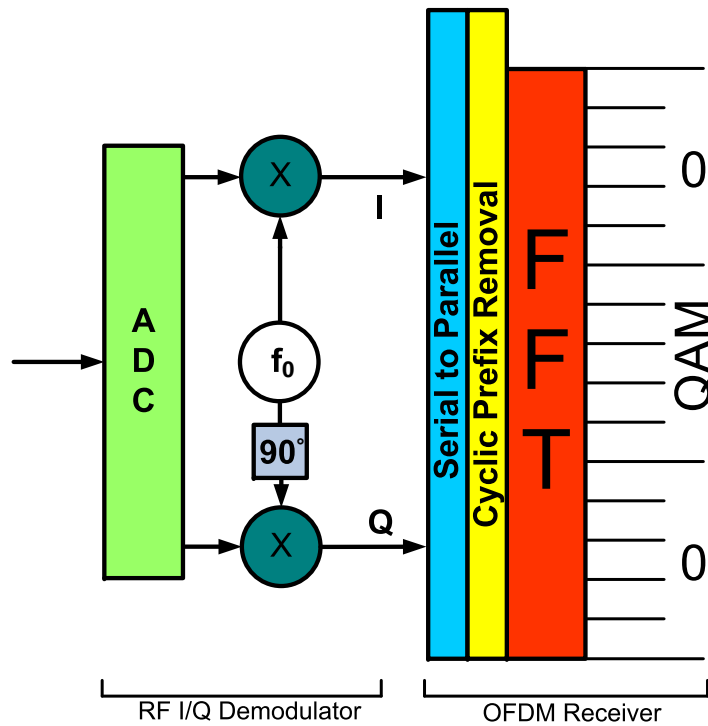 A
D
C
X
I
f₀
90°
X
Q
Serial to Parallel
Cyclic Prefix Removal
F
F
T
0
QAM
0
RF I/Q Demodulator
OFDM Receiver